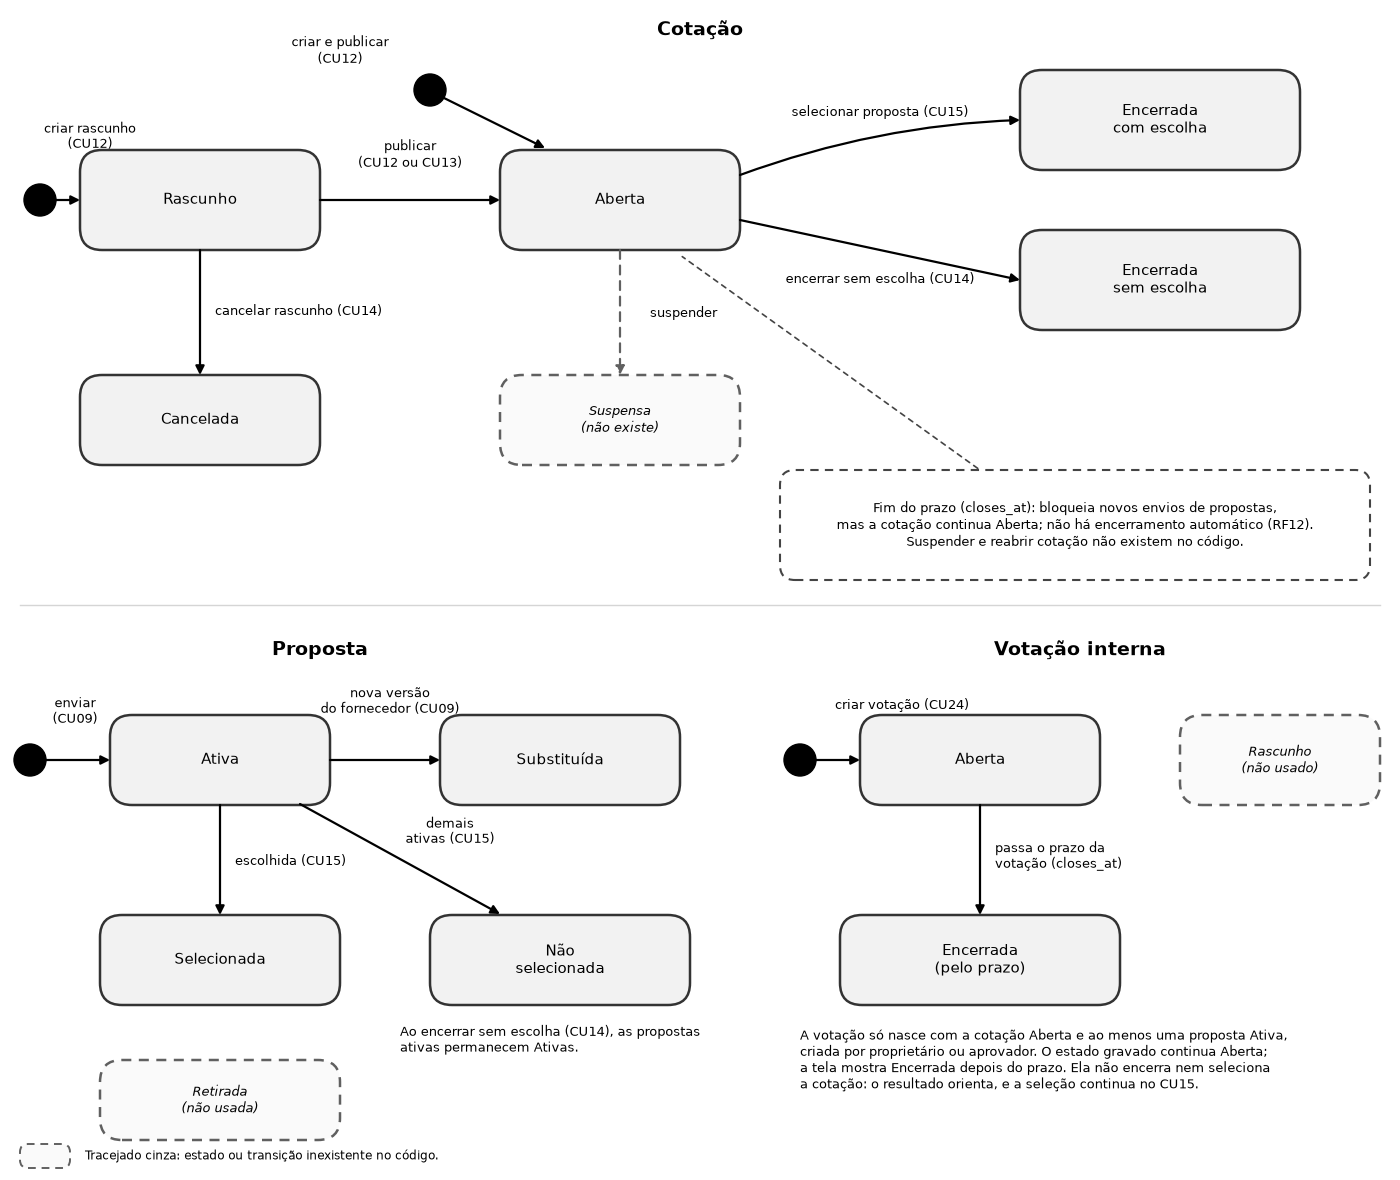 Cotação
criar e publicar
(CU12)
criar rascunho
(CU12)
publicar
(CU12 ou CU13)
selecionar proposta (CU15)
Encerrada
com escolha
Rascunho
Aberta
encerrar sem escolha (CU14)
Encerrada
sem escolha
cancelar rascunho (CU14)
suspender
Cancelada
Suspensa
(não existe)
Fim do prazo (closes_at): bloqueia novos envios de propostas,
mas a cotação continua Aberta; não há encerramento automático (RF12).
Suspender e reabrir cotação não existem no código.
Proposta
enviar
(CU09)
nova versão
do fornecedor (CU09)
Ativa
Substituída
demais
ativas (CU15)
escolhida (CU15)
Selecionada
Não
selecionada
Ao encerrar sem escolha (CU14), as propostas
ativas permanecem Ativas.
Retirada
(não usada)
Tracejado cinza: estado ou transição inexistente no código.
Votação interna
criar votação (CU24)
Aberta
Rascunho
(não usado)
passa o prazo da
votação (closes_at)
Encerrada
(pelo prazo)
A votação só nasce com a cotação Aberta e ao menos uma proposta Ativa,
criada por proprietário ou aprovador. O estado gravado continua Aberta;
a tela mostra Encerrada depois do prazo. Ela não encerra nem seleciona
a cotação: o resultado orienta, e a seleção continua no CU15.